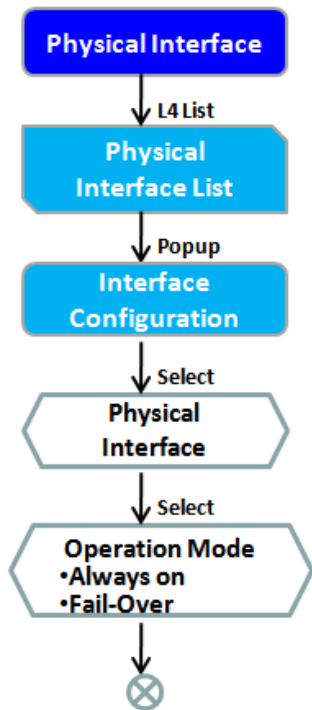 Physical Interface
L4 List
Physical
Interface List
Popup
Interface
Configuration
Select
Physical
Interface
Select
Operation Mode
•Always on
•Fail-Over